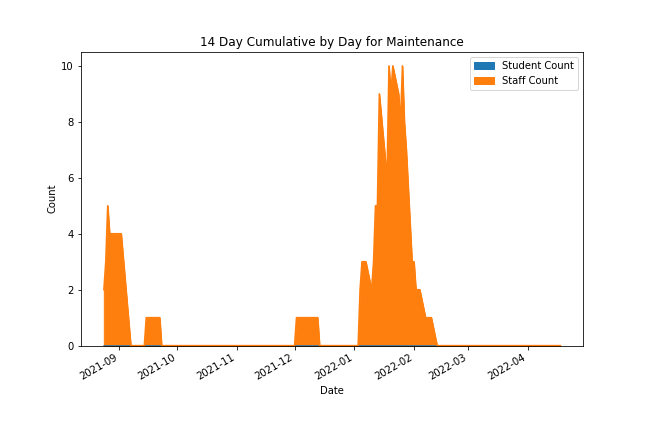 14 Day Cumulative by Day for Maintenance
Student Count
Staff Count
10
8
6
4
2
0
Count
2021-09
2021-10
2021-11
2021-12
2022-01
2022-02
2022-03
2022-04
Date